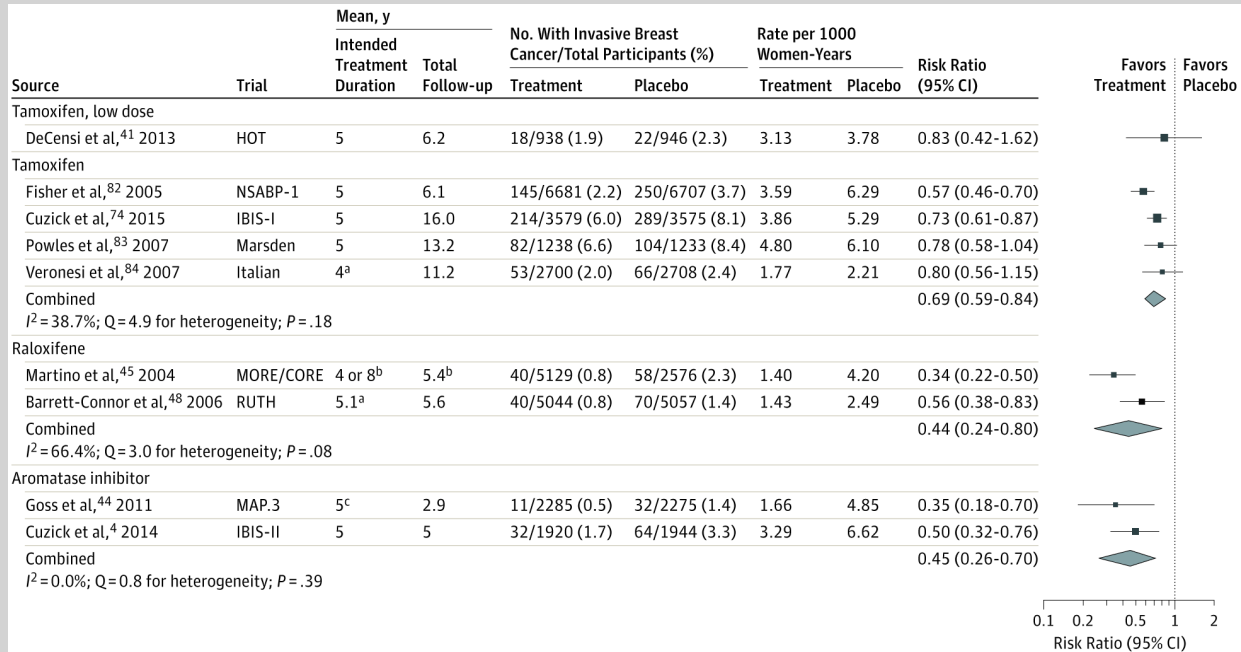 Mean, y
No. With Invasive Breast Cancer/Total Participants (%)
Rate per 1000 Women-Years
Source Trial Intended Treatment Duration Total Follow-up Treatment Placebo Treatment Placebo Risk Ratio (95% CI) Favors Treatment Favors Placebo
Tamoxifen, low dose
DeCensi et al,41 2013 HOT 5 6.2 18/938 (1.9) 22/946 (2.3) 3.13 3.78 0.83 (0.42-1.62)
Tamoxifen
Fisher et al,82 2005 NSABP-1 5 6.1 145/6681 (2.2) 250/6707 (3.7) 3.59 6.29 0.57 (0.46-0.70)
Cuzick et al,74 2015 IBIS-I 5 16.0 214/3579 (6.0) 289/3575 (8.1) 3.86 5.29 0.73 (0.61-0.87)
Powles et al,83 2007 Marsden 5 13.2 82/1238 (6.6) 104/1233 (8.4) 4.80 6.10 0.78 (0.58-1.04)
Veronesi et al,84 2007 Italian 4a 11.2 53/2700 (2.0) 66/2708 (2.4) 1.77 2.21 0.80 (0.56-1.15)
Combined 0.69 (0.59-0.84)
I2=38.7%; Q=4.9 for heterogeneity; P=.18
Raloxifene
Martino et al,45 2004 MORE/CORE 4 or 8b 5.4b 40/5129 (0.8) 58/2576 (2.3) 1.40 4.20 0.34 (0.22-0.50)
Barrett-Connor et al,48 2006 RUTH 5.1a 5.6 40/5044 (0.8) 70/5057 (1.4) 1.43 2.49 0.56 (0.38-0.83)
Combined 0.44 (0.24-0.80)
I2=66.4%; Q=3.0 for heterogeneity; P=.08
Aromatase inhibitor
Goss et al,44 2011 MAP.3 5c 2.9 11/2285 (0.5) 32/2275 (1.4) 1.66 4.85 0.35 (0.18-0.70)
Cuzick et al,4 2014 IBIS-II 5 5 32/1920 (1.7) 64/1944 (3.3) 3.29 6.62 0.50 (0.32-0.76)
Combined 0.45 (0.26-0.70)
I2=0.0%; Q=0.8 for heterogeneity; P=.39
0.1 0.2 0.5 1 2
Risk Ratio (95% CI)